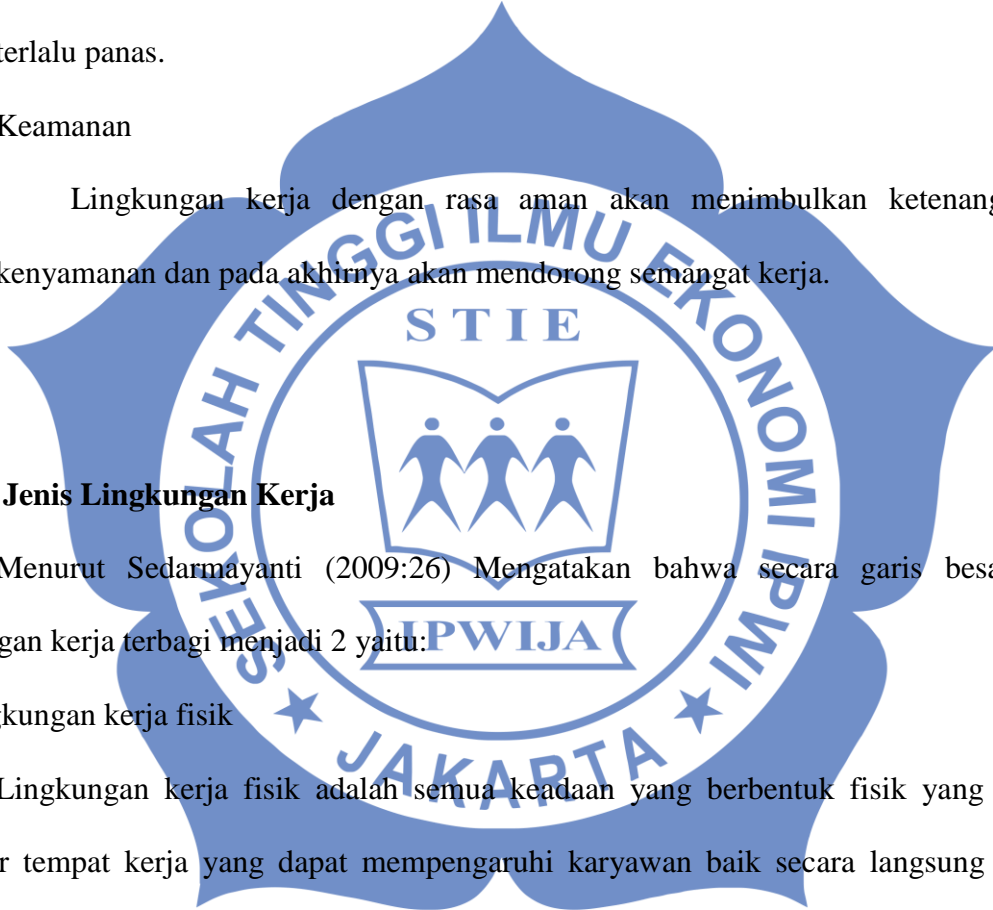 terlalu panas.
Keamanan
Lingkungan kerja dengan rasa aman akan menimbulkan ketenang
kenyamanan dan pada akhirnya akan mendorong semangat kerja.
SEKOLAH TINGGI ILMU EKONOMI IPWI
STIE
Jenis Lingkungan Kerja
Menurut Sedarmayanti (2009:26) Mengatakan bahwa secara garis besa
gan kerja terbagi menjadi 2 yaitu:
IPWIJA
gkungan kerja fisik
JAKARTA
Lingkungan kerja fisik adalah semua keadaan yang berbentuk fisik yang
r tempat kerja yang dapat mempengaruhi karyawan baik secara langsung